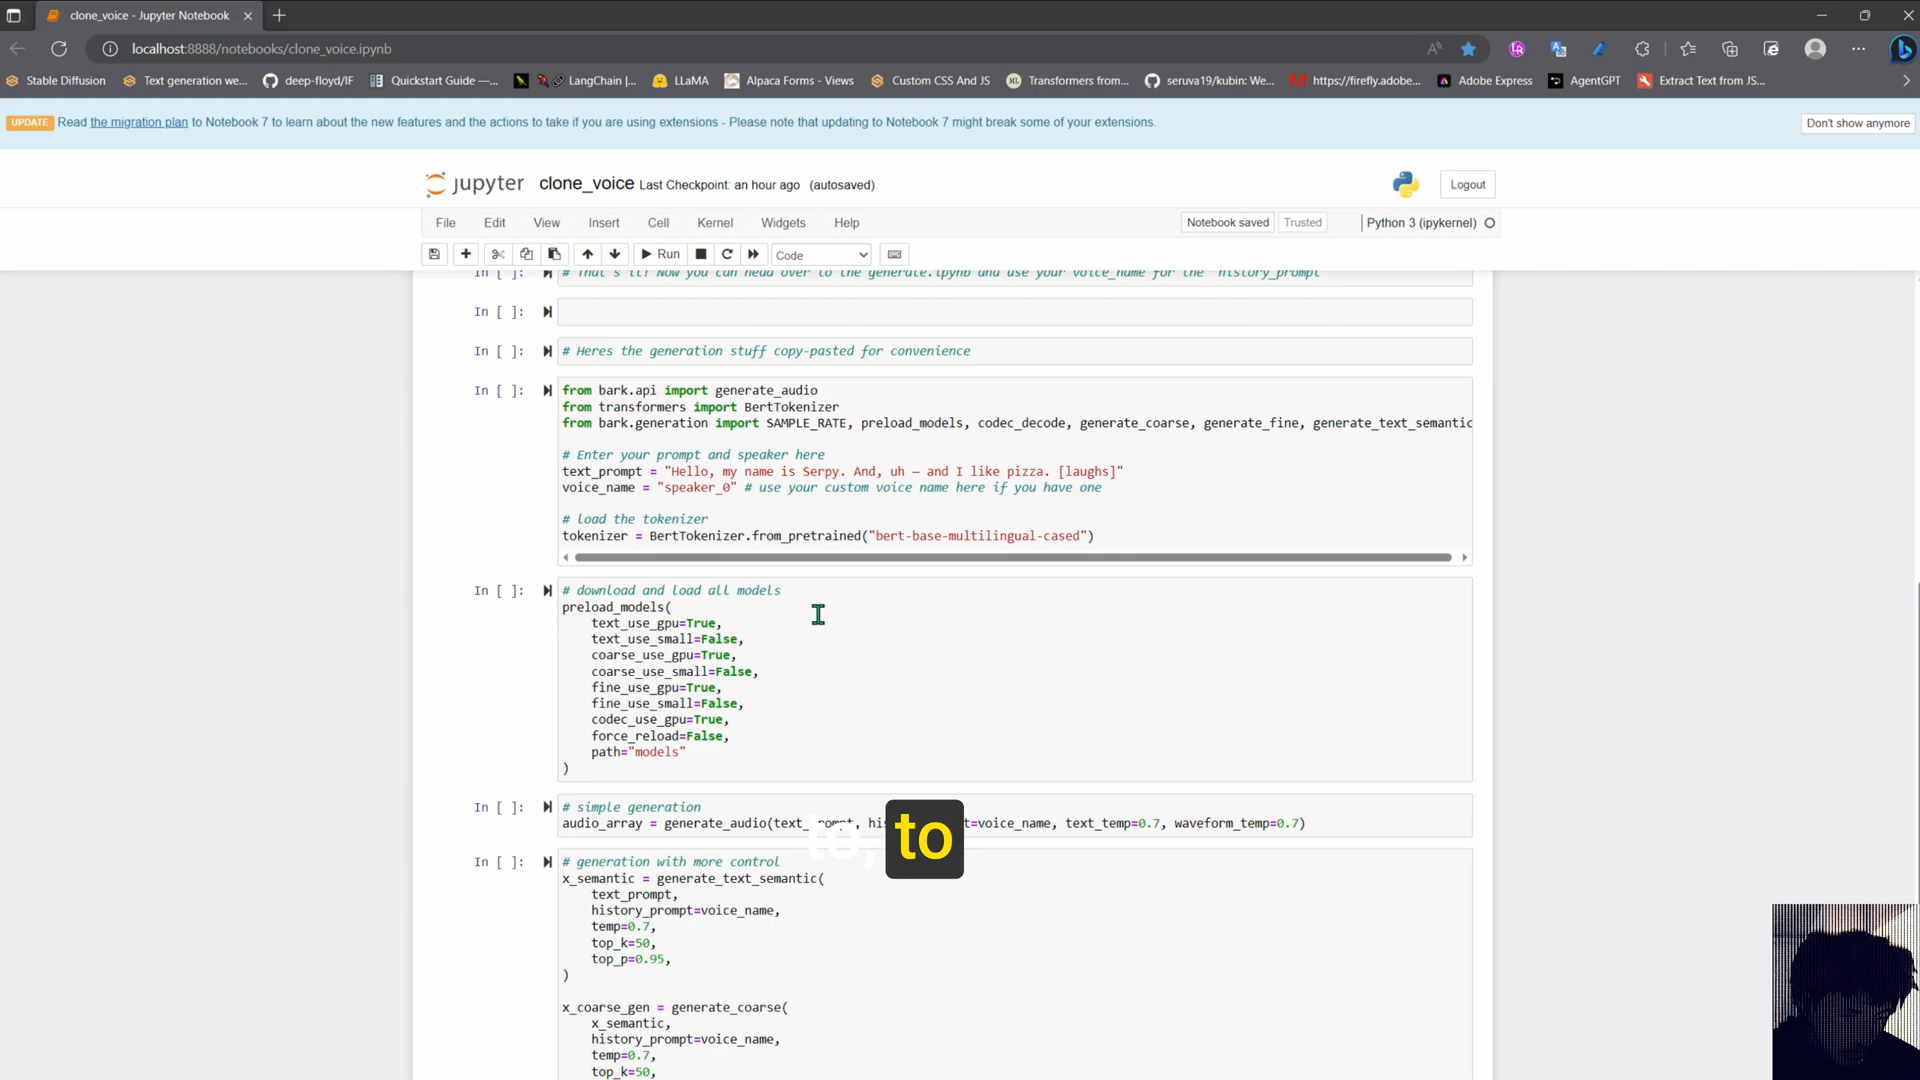 clone_voice - Jupyter Notebook
localhost:8888/notebooks/clone_voice.ipynb
Stable Diffusion
Text generation we...
deep-floyd/IF
Quickstart Guide —...
LangChain |...
LLaMA
Alpaca Forms - Views
Custom CSS And JS
Transformers from...
seruva19/kubin: We...
https://firefly.adobe...
Adobe Express
AgentGPT
Extract Text from JS...
UPDATE Read the migration plan to Notebook 7 to learn about the new features and the actions to take if you are using extensions - Please note that updating to Notebook 7 might break some of your extensions.
Don't show anymore
jupyter clone_voice Last Checkpoint: an hour ago (autosaved)
Logout
File Edit View Insert Cell Kernel Widgets Help
Notebook saved Trusted Python 3 (ipykernel)
Run Code
In [ ]: # That's it! Now you can head over to the generate.ipynb and use your voice_name for the `history_prompt`
In [ ]:
In [ ]: # Heres the generation stuff copy-pasted for convenience
In [ ]: from bark.api import generate_audio
from transformers import BertTokenizer
from bark.generation import SAMPLE_RATE, preload_models, codec_decode, generate_coarse, generate_fine, generate_text_semantic
# Enter your prompt and speaker here
text_prompt = "Hello, my name is Serpy. And, uh — and I like pizza. [laughs]"
voice_name = "speaker_0" # use your custom voice name here if you have one
# load the tokenizer
tokenizer = BertTokenizer.from_pretrained("bert-base-multilingual-cased")
In [ ]: # download and load all models
preload_models(
text_use_gpu=True,
text_use_small=False,
coarse_use_gpu=True,
coarse_use_small=False,
fine_use_gpu=True,
fine_use_small=False,
codec_use_gpu=True,
force_reload=False,
path="models"
)
In [ ]: # simple generation
audio_array = generate_audio(text_prompt, his t=voice_name, text_temp=0.7, waveform_temp=0.7)
to, to
In [ ]: # generation with more control
x_semantic = generate_text_semantic(
text_prompt,
history_prompt=voice_name,
temp=0.7,
top_k=50,
top_p=0.95,
)
x_coarse_gen = generate_coarse(
x_semantic,
history_prompt=voice_name,
temp=0.7,
top_k=50,